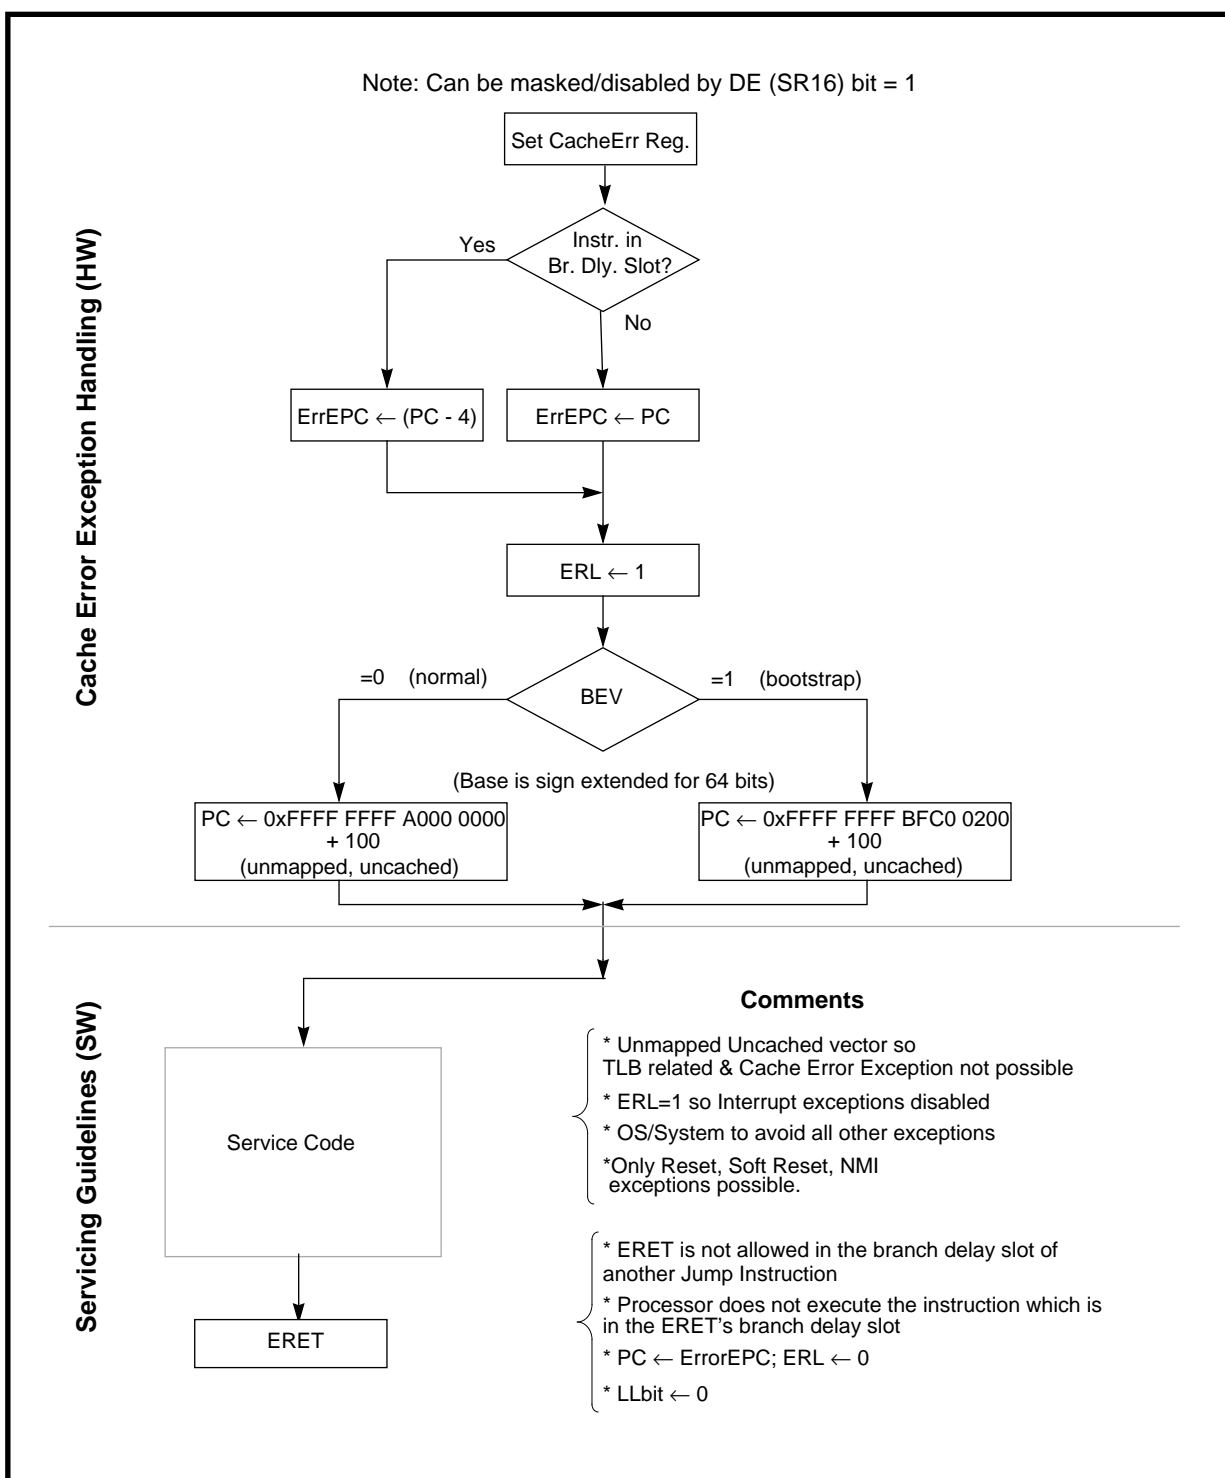 Note: Can be masked/disabled by DE (SR16) bit = 1
Cache Error Exception Handling (HW)
Set CacheErr Reg.
Instr. in
Br. Dly. Slot?
Yes
No
ErrEPC ← (PC - 4)
ErrEPC ← PC
ERL ← 1
=0 (normal)
BEV
=1 (bootstrap)
(Base is sign extended for 64 bits)
PC ← 0xFFFF FFFF A000 0000
+ 100
(unmapped, uncached)
PC ← 0xFFFF FFFF BFC0 0200
+ 100
(unmapped, uncached)
Servicing Guidelines (SW)
Service Code
ERET
Comments
* Unmapped Uncached vector so
TLB related & Cache Error Exception not possible
* ERL=1 so Interrupt exceptions disabled
* OS/System to avoid all other exceptions
*Only Reset, Soft Reset, NMI
exceptions possible.
* ERET is not allowed in the branch delay slot of
another Jump Instruction
* Processor does not execute the instruction which is
in the ERET's branch delay slot
* PC ← ErrorEPC; ERL ← 0
* LLbit ← 0